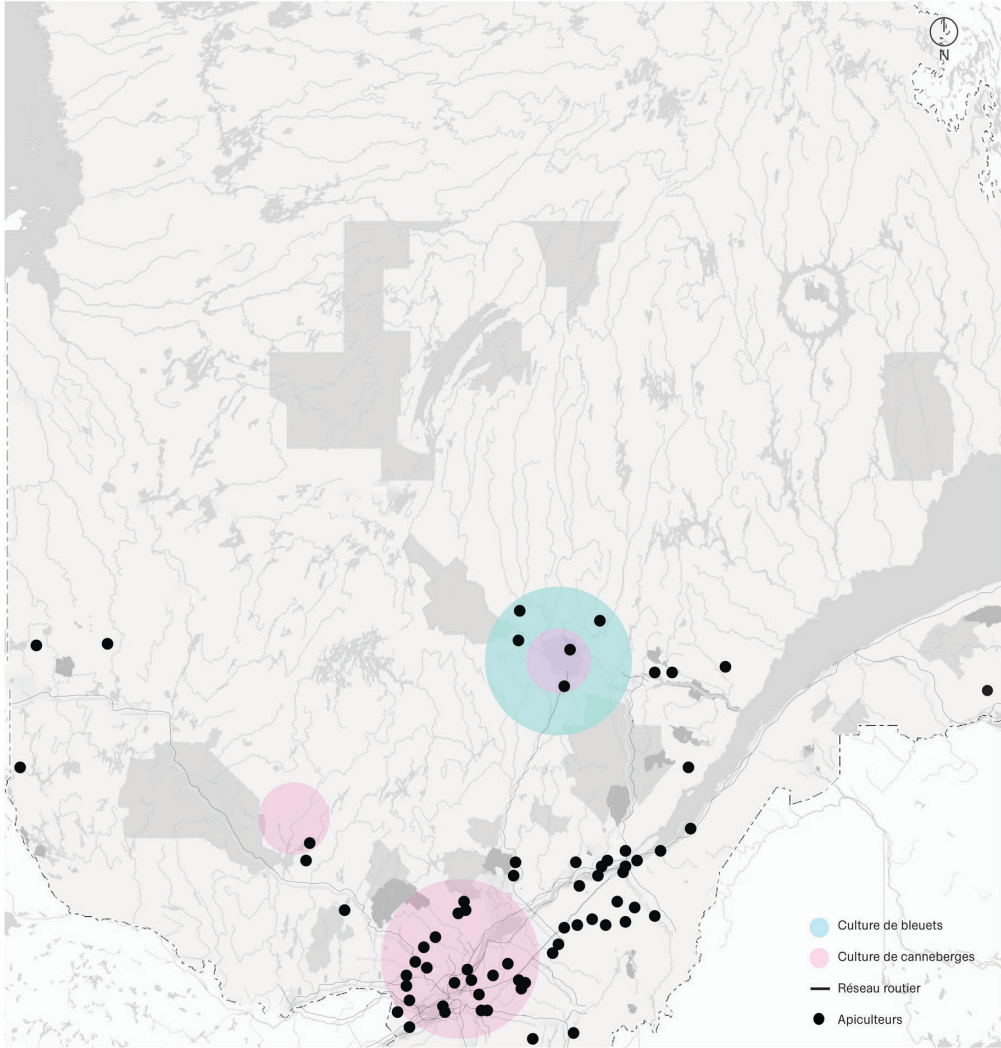 N
Culture de bleuets
Culture de canneberges
Réseau routier
Apiculteurs